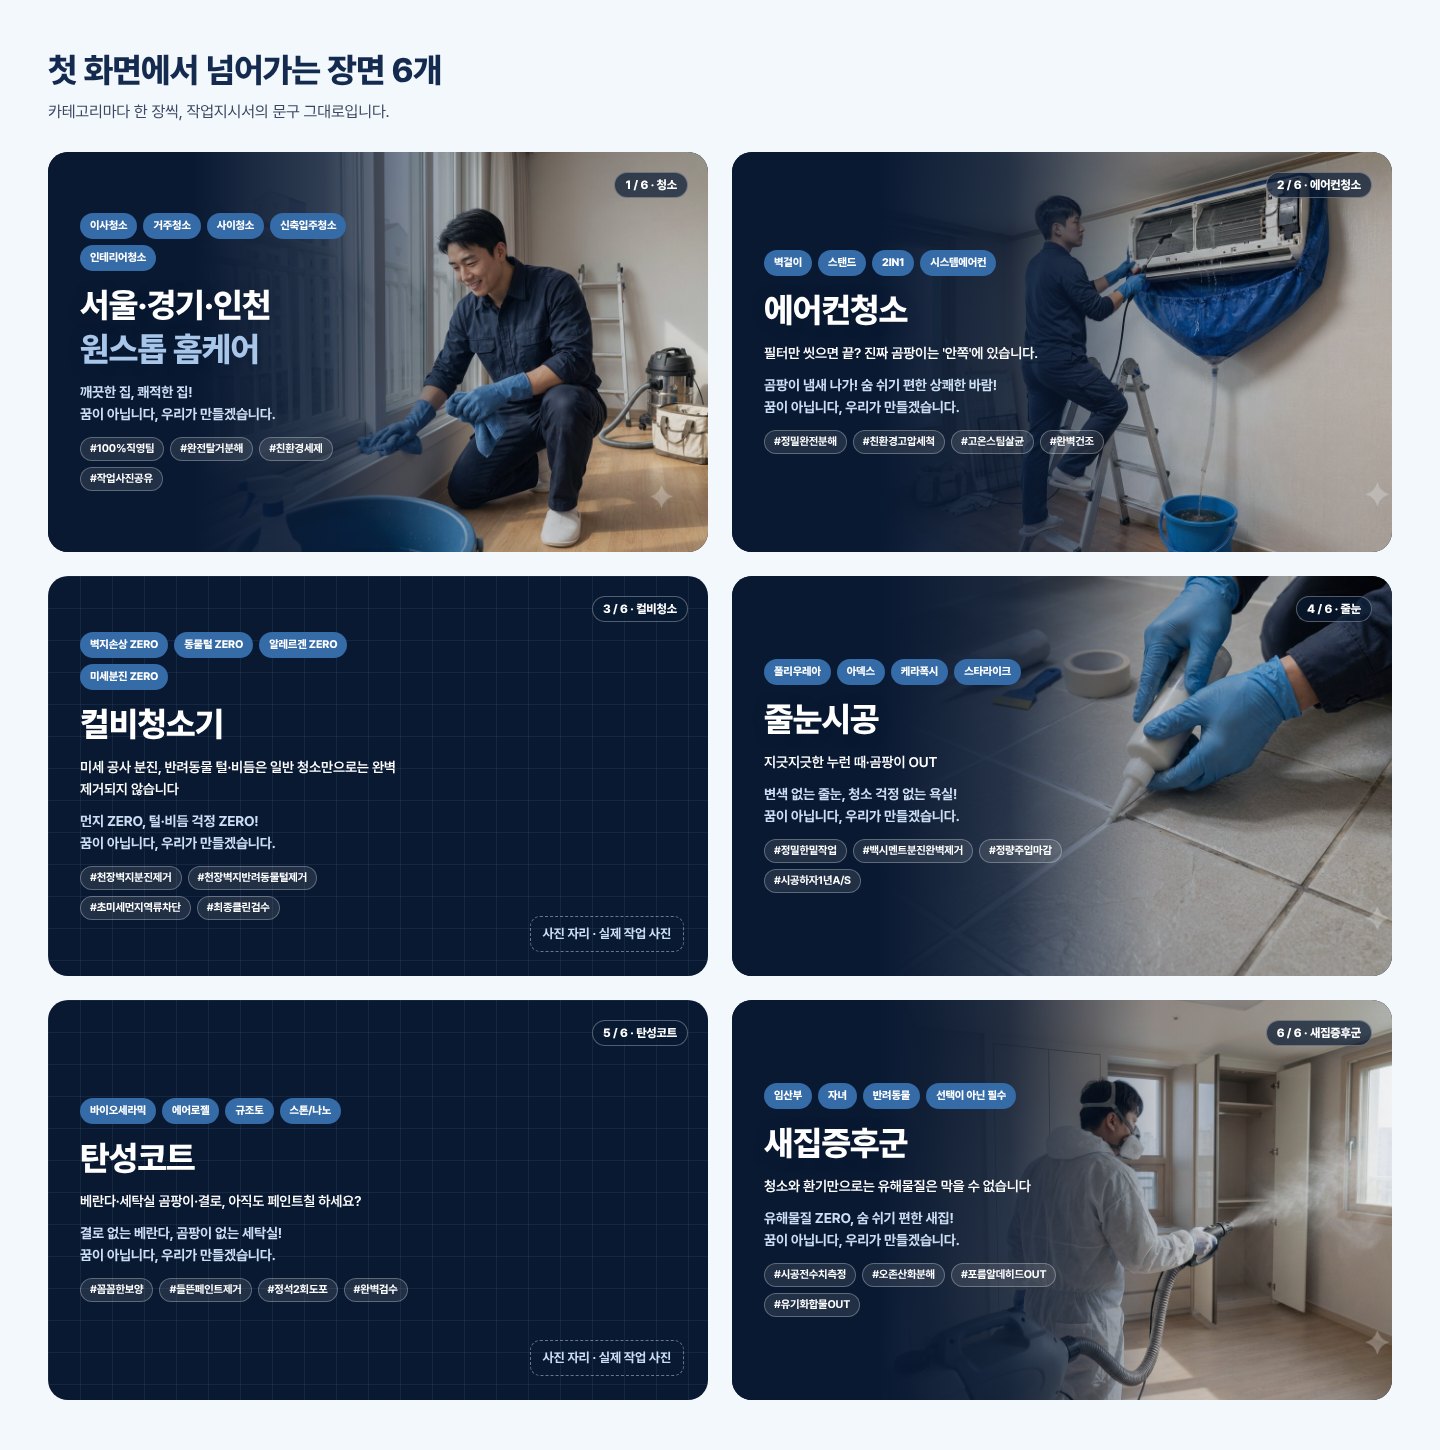 첫 화면에서 넘어가는 장면 6개
카테고리마다 한 장씩, 작업지시서의 문구 그대로입니다.
1 / 6 · 청소
이사청소 거주청소 사이청소 신축입주청소
인테리어청소
서울·경기·인천
원스톱 홈케어
깨끗한 집, 쾌적한 집!
꿈이 아닙니다, 우리가 만들겠습니다.
#100%직영팀 #완전탈거분해 #친환경세제
#작업사진공유
2 / 6 · 에어컨청소
벽걸이 스탠드 2IN1 시스템에어컨
에어컨청소
필터만 씻으면 끝? 진짜 곰팡이는 '안쪽'에 있습니다.
곰팡이 냄새 나가! 숨 쉬기 편한 상쾌한 바람!
꿈이 아닙니다, 우리가 만들겠습니다.
#정밀완전분해 #친환경고압세척 #고온스팀살균 #완벽건조
3 / 6 · 컬비청소
벽지손상 ZERO 동물털 ZERO 알레르겐 ZERO
미세분진 ZERO
컬비청소기
미세 공사 분진, 반려동물 털·비듬은 일반 청소만으로는 완벽
제거되지 않습니다
먼지 ZERO, 털·비듬 걱정 ZERO!
꿈이 아닙니다, 우리가 만들겠습니다.
#천장벽지분진제거 #천장벽지반려동물털제거
#초미세먼지역류차단 #최종클린검수
사진 자리 · 실제 작업 사진
4 / 6 · 줄눈
폴리우레아 아덱스 케라폭시 스타라이크
줄눈시공
지긋지긋한 누런 때·곰팡이 OUT
변색 없는 줄눈, 청소 걱정 없는 욕실!
꿈이 아닙니다, 우리가 만들겠습니다.
#정밀한밑작업 #백시멘트분진완벽제거 #정량주입마감
#시공하자1년A/S
5 / 6 · 탄성코트
바이오세라믹 에어로젤 규조토 스톤/나노
탄성코트
베란다·세탁실 곰팡이·결로, 아직도 페인트칠 하세요?
결로 없는 베란다, 곰팡이 없는 세탁실!
꿈이 아닙니다, 우리가 만들겠습니다.
#꼼꼼한보양 #들뜬페인트제거 #정석2회도포 #완벽검수
사진 자리 · 실제 작업 사진
6 / 6 · 새집증후군
임산부 자녀 반려동물 선택이 아닌 필수
새집증후군
청소와 환기만으로는 유해물질은 막을 수 없습니다
유해물질 ZERO, 숨 쉬기 편한 새집!
꿈이 아닙니다, 우리가 만들겠습니다.
#시공전수치측정 #오존산화분해 #포름알데히드OUT
#유기화합물OUT